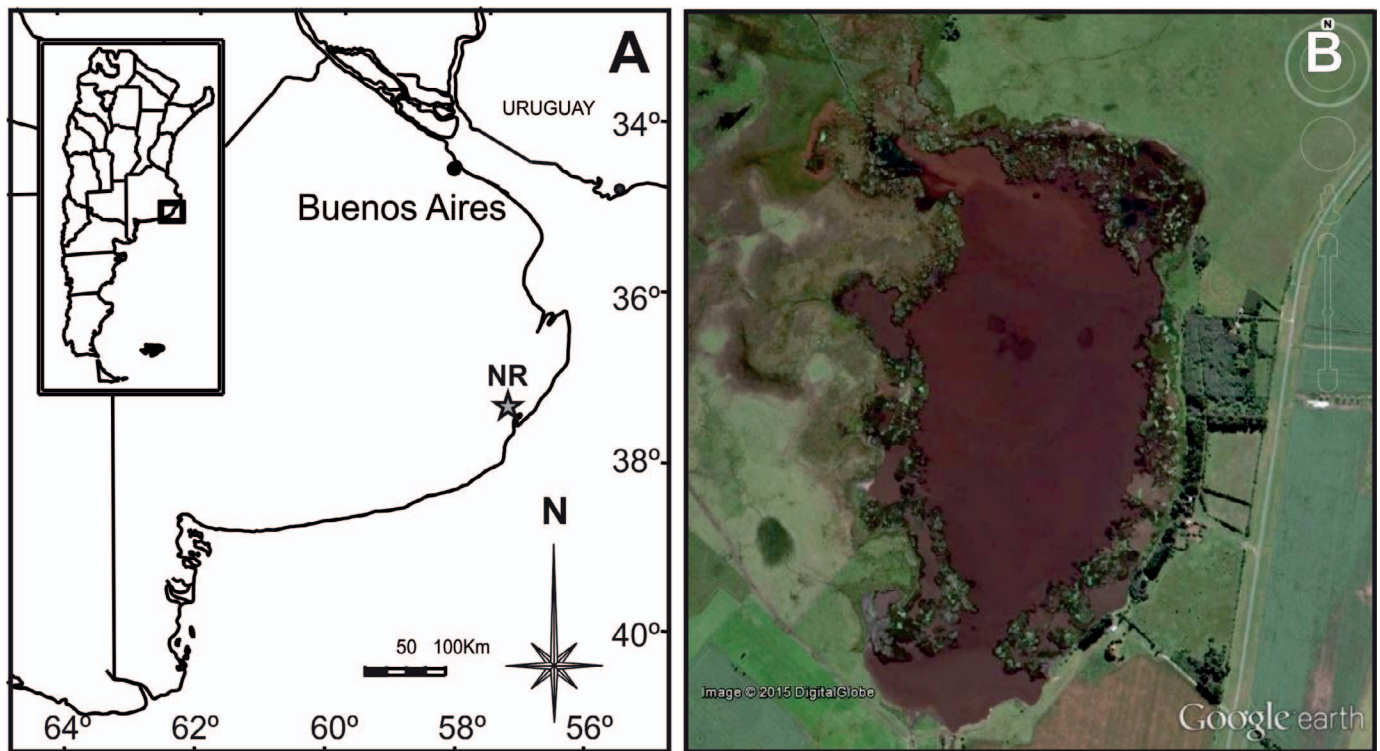 A
URUGUAY
34º
Buenos Aires
36º
NR
38º
N
50 100Km
40º
64º 62º 60º 58º 56º
N
B
Image © 2015 DigitalGlobe
Google earth